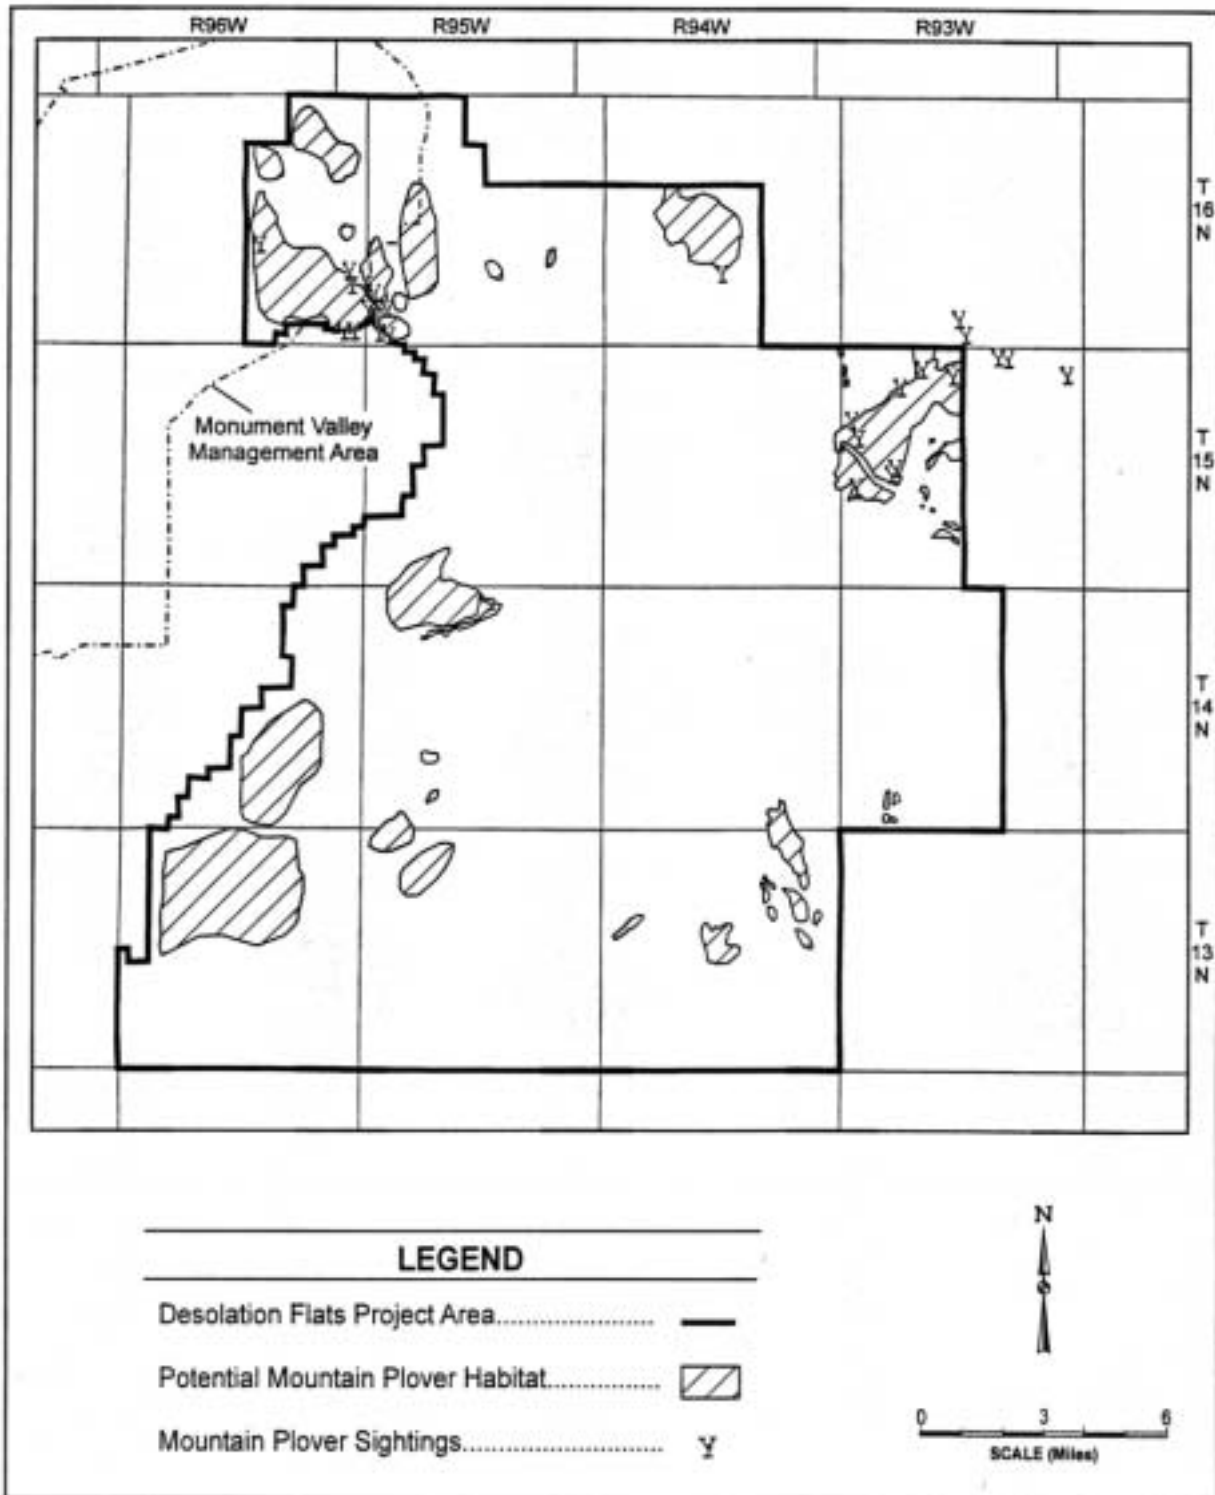 R96W R95W R94W R93W
T
16
N
Monument Valley
Management Area
T
15
N
T
14
N
T
13
N
N
LEGEND
Desolation Flats Project Area......................
Potential Mountain Plover Habitat................
Mountain Plover Sightings............................ Y
0 3 6
SCALE (Miles)